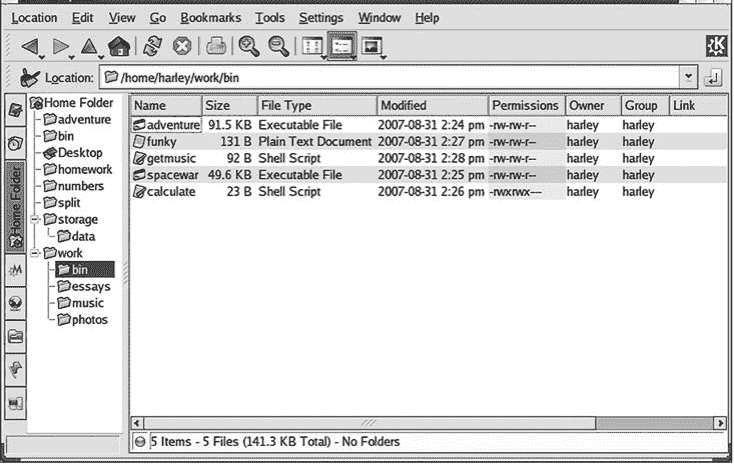 Location Edit View Go Bookmarks Tools Settings Window Help
Location: /home/harley/work/bin
Home Folder
Home Folder
adventure
bin
Desktop
homework
numbers
split
storage
data
work
bin
essays
music
photos
Name Size File Type Modified Permissions Owner Group Link
adventure 91.5 KB Executable File 2007-08-31 2:24 pm -rw-rw-r-- harley harley
funky 131 B Plain Text Document 2007-08-31 2:27 pm -rw-rw-r-- harley harley
getmusic 92 B Shell Script 2007-08-31 2:28 pm -rw-rw-r-- harley harley
spacewar 49.6 KB Executable File 2007-08-31 2:25 pm -rw-rw-r-- harley harley
calculate 23 B Shell Script 2007-08-31 2:26 pm -rwxrwx--- harley harley
5 Items - 5 Files (141.3 KB Total) - No Folders